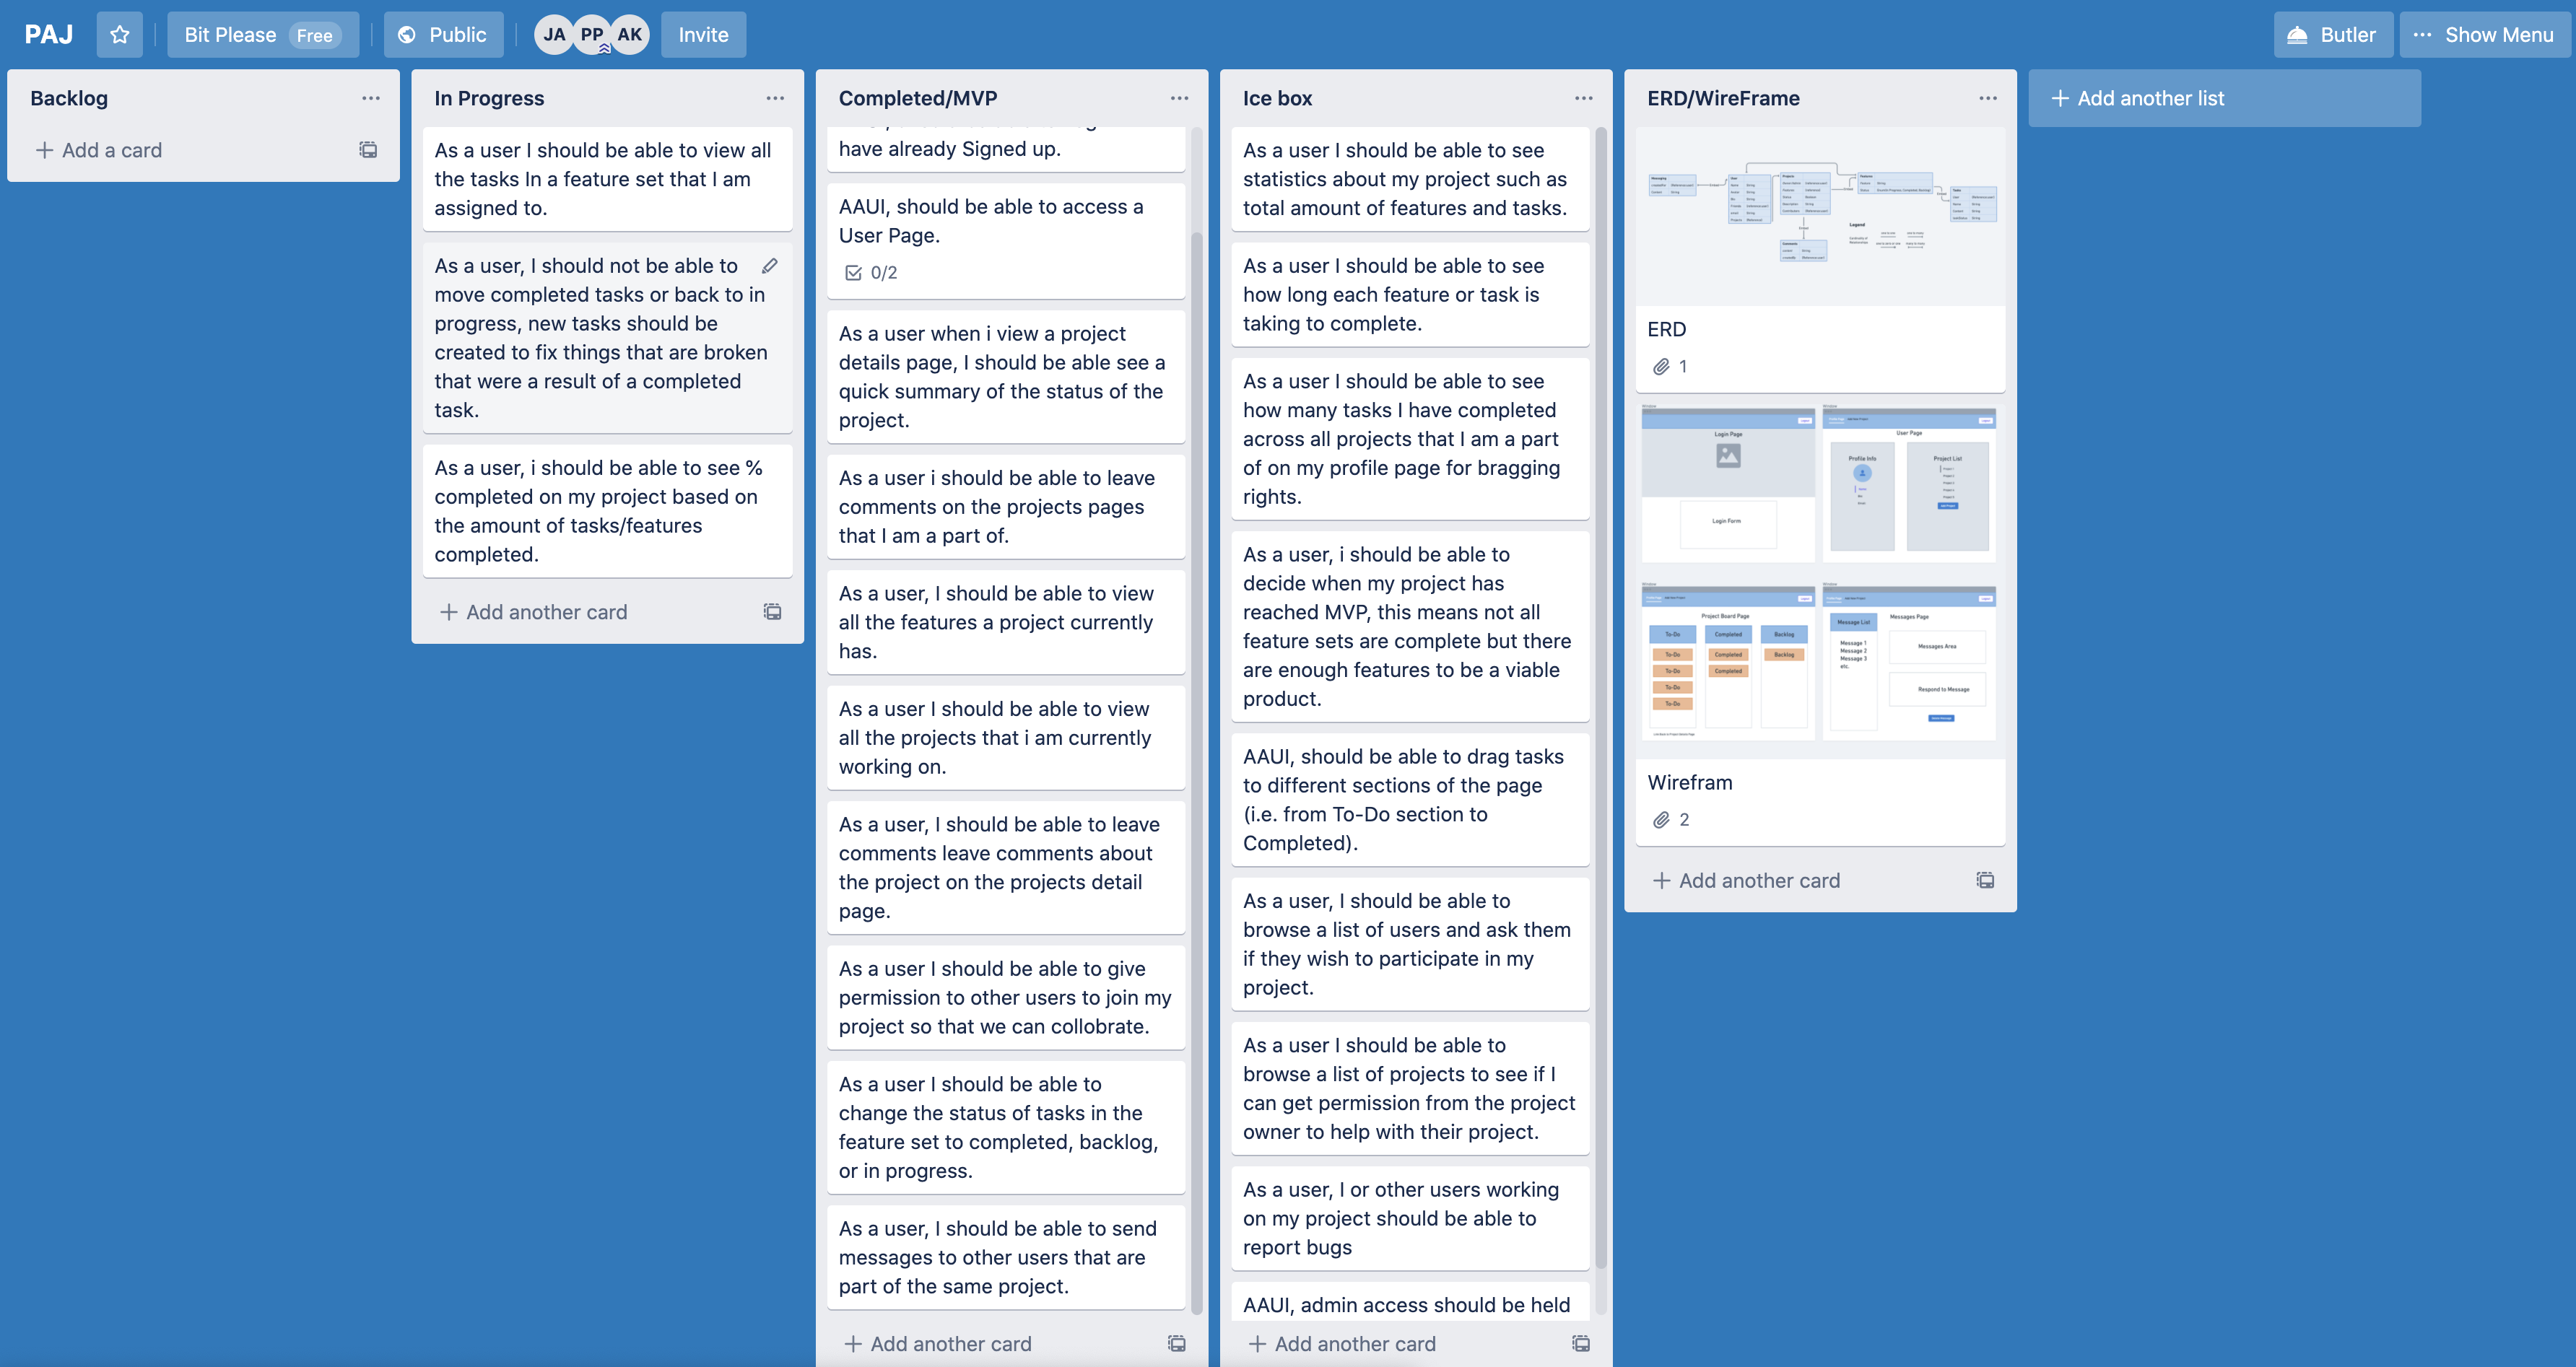 PAJ
Bit Please Free
Public
JA PP AK
Invite
Butler
Show Menu
Backlog
Add a card
In Progress
As a user I should be able to view all
the tasks In a feature set that I am
assigned to.
As a user, I should not be able to
move completed tasks or back to in
progress, new tasks should be
created to fix things that are broken
that were a result of a completed
task.
As a user, i should be able to see %
completed on my project based on
the amount of tasks/features
completed.
Add another card
Completed/MVP
have already Signed up.
AAUI, should be able to access a
User Page.
0/2
As a user when i view a project
details page, I should be able see a
quick summary of the status of the
project.
As a user i should be able to leave
comments on the projects pages
that I am a part of.
As a user, I should be able to view
all the features a project currently
has.
As a user I should be able to view
all the projects that i am currently
working on.
As a user, I should be able to leave
comments leave comments about
the project on the projects detail
page.
As a user I should be able to give
permission to other users to join my
project so that we can collobrate.
As a user I should be able to
change the status of tasks in the
feature set to completed, backlog,
or in progress.
As a user, I should be able to send
messages to other users that are
part of the same project.
Add another card
Ice box
As a user I should be able to see
statistics about my project such as
total amount of features and tasks.
As a user I should be able to see
how long each feature or task is
taking to complete.
As a user I should be able to see
how many tasks I have completed
across all projects that I am a part
of on my profile page for bragging
rights.
As a user, i should be able to
decide when my project has
reached MVP, this means not all
feature sets are complete but there
are enough features to be a viable
product.
AAUI, should be able to drag tasks
to different sections of the page
(i.e. from To-Do section to
Completed).
As a user, I should be able to
browse a list of users and ask them
if they wish to participate in my
project.
As a user I should be able to
browse a list of projects to see if I
can get permission from the project
owner to help with their project.
As a user, I or other users working
on my project should be able to
report bugs
AAUI, admin access should be held
Add another card
ERD/WireFrame
Legend
ERD
1
Login Page
Login Form
User Page
Profile Info
Project List
Project Board Page
To-Do Completed Backlog
To-Do Completed Backlog
To-Do Completed
To-Do
To-Do
Message List
Messages Page
Message 1
Message 2
Message 3
etc.
Messages Area
Respond to Message
Wirefram
2
Add another card
Add another list